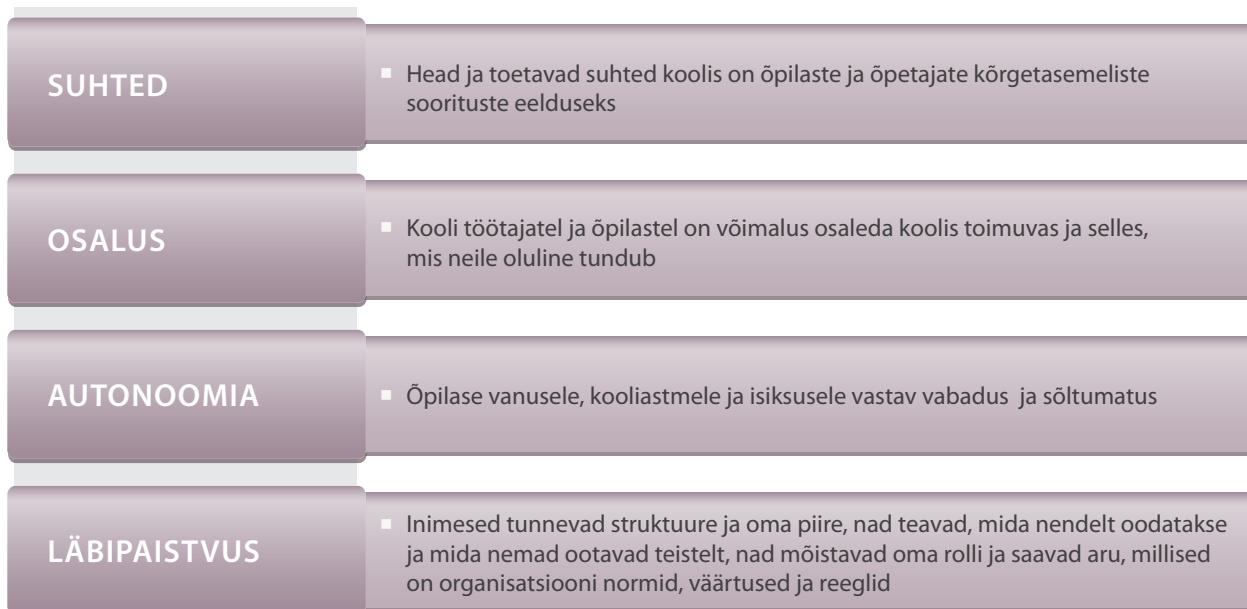 SUHTED
▪ Head ja toetavad suhted koolis on õpilaste ja õpetajate kõrgetasemeliste
soorituste eelduseks
OSALUS
▪ Kooli töötajatel ja õpilastel on võimalus osaleda koolis toimuvas ja selles,
mis neile oluline tundub
AUTONOOMIA
▪ Õpilase vanusele, kooliastmele ja isiksusele vastav vabadus  ja sõltumatus
LÄBIPAISTVUS
▪ Inimesed tunnevad struktuure ja oma piire, nad teavad, mida nendelt oodatakse
ja mida nemad ootavad teistelt, nad mõistavad oma rolli ja saavad aru, millised
on organisatsiooni normid, väärtused ja reeglid